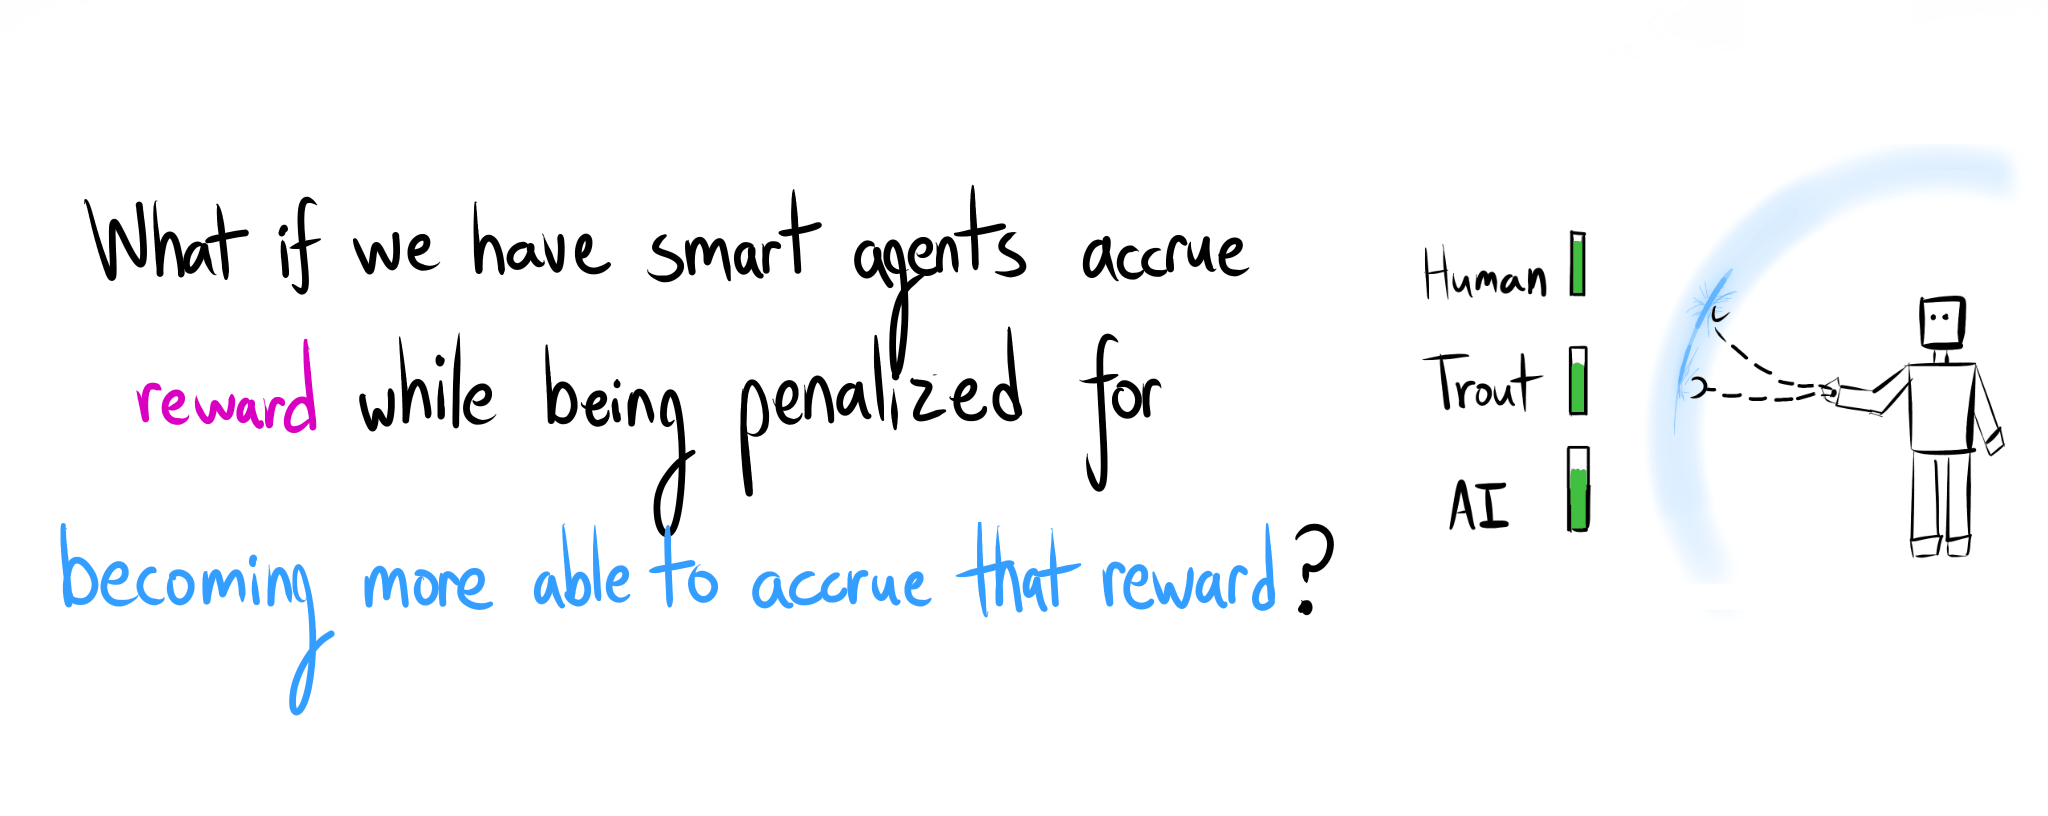 What if we have smart agents accrue
reward while being penalized for
becoming more able to accrue that reward?
Human
Trout
AI